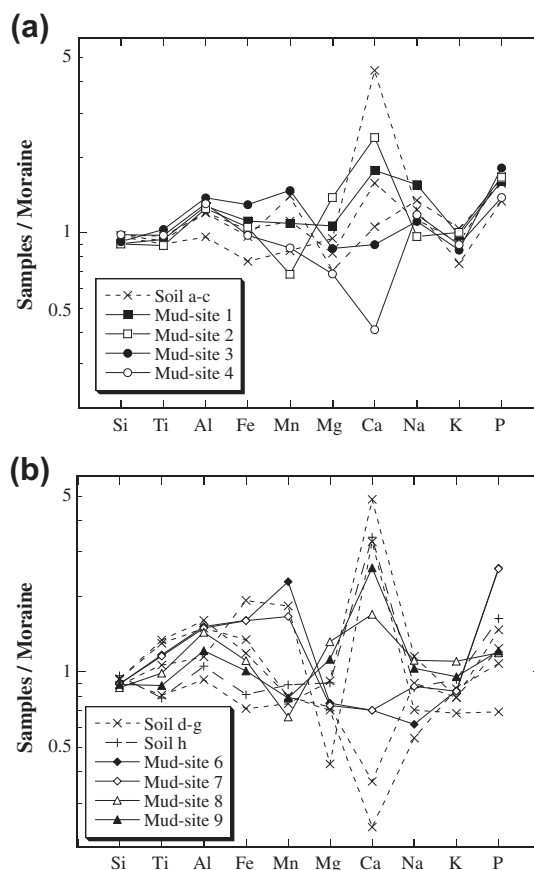 (a)
5
1
0.5
Samples / Moraine
Soil a-c
Mud-site 1
Mud-site 2
Mud-site 3
Mud-site 4
Si Ti Al Fe Mn Mg Ca Na K P
(b)
5
1
0.5
Samples / Moraine
Soil d-g
Soil h
Mud-site 6
Mud-site 7
Mud-site 8
Mud-site 9
Si Ti Al Fe Mn Mg Ca Na K P